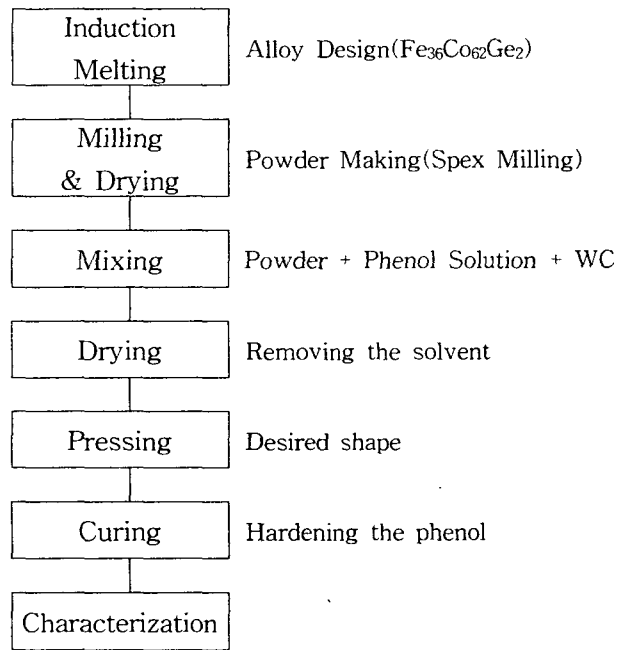 Induction
Melting
Alloy Design(Fe₃₆Co₆₂Ge₂)
Milling
& Drying
Powder Making(Spex Milling)
Mixing
Powder + Phenol Solution + WC
Drying
Removing the solvent
Pressing
Desired shape
Curing
Hardening the phenol
Characterization